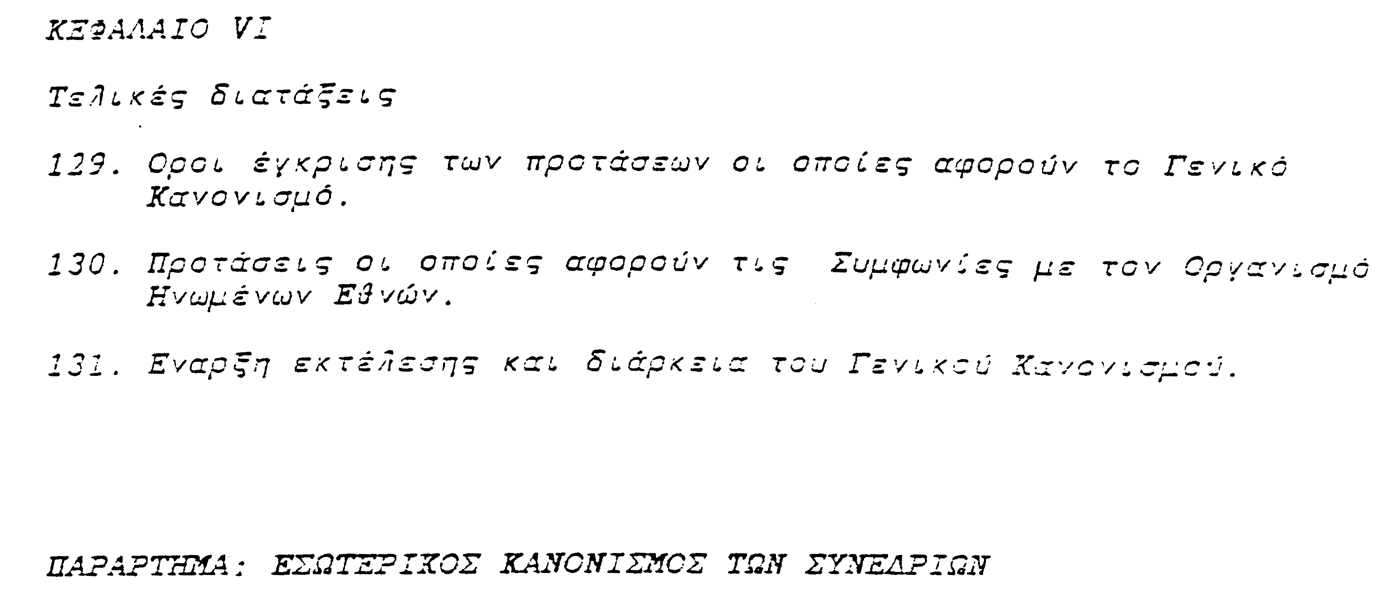 ΚΕΦΑΛΑΙΟ VI
Τελικές διατάξεις
129. Οροι έγκρισης των προτάσεων οι οποίες αφορούν το Γενικό
Κανονισμό.
130. Προτάσεις οι οποίες αφορούν τις Συμφωνίες με τον Οργανισμό
Ηνωμένων Εθνών.
131. Εναρξη εκτέλεσης και διάρκεια του Γενικού Κανονισμού.
ΠΑΡΑΡΤΗΜΑ: ΕΣΩΤΕΡΙΚΟΣ ΚΑΝΟΝΙΣΜΟΣ ΤΩΝ ΣΥΝΕΔΡΙΩΝ